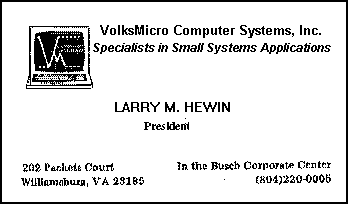 VolksMicro Computer Systems, Inc.
Specialists in Small Systems Applications
LARRY M. HEWIN
President
202 Packets Court
Williamsburg, VA 23185
In the Busch Corporate Center
(804)220-0005